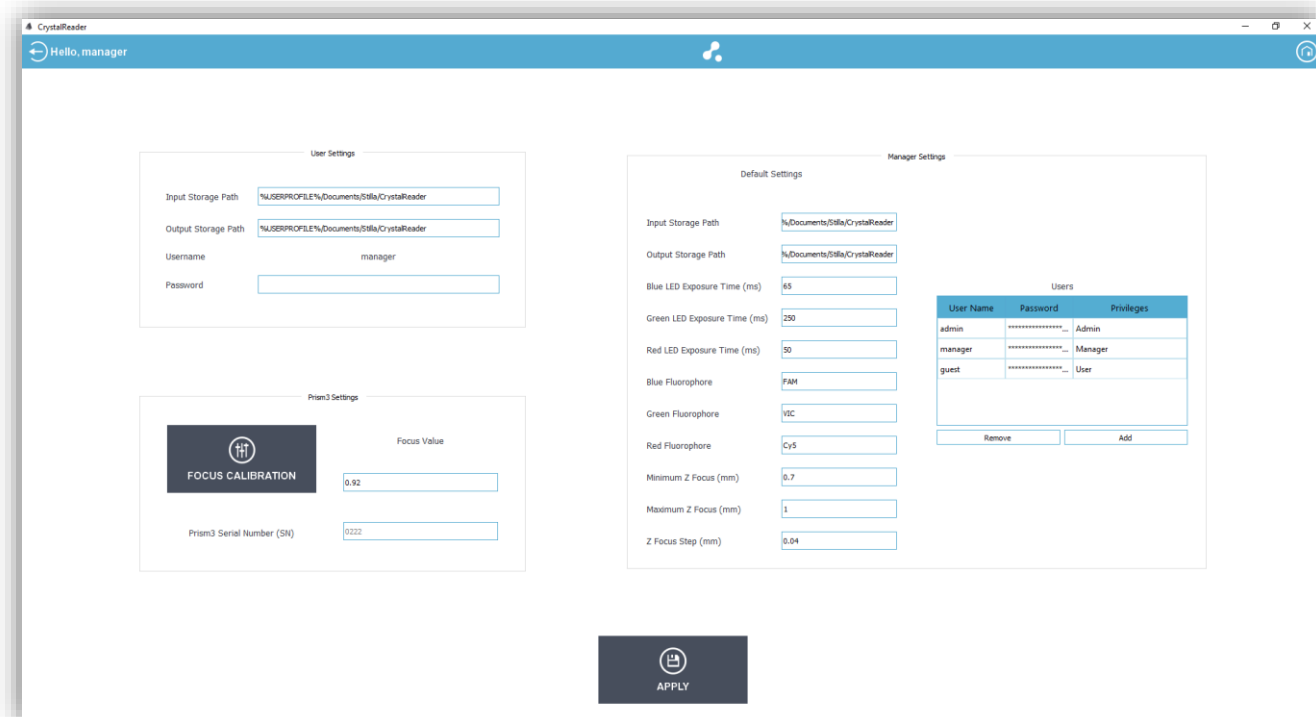 CrystalReader
Hello, manager
User Settings
Input Storage Path %USERPROFILE%/Documents/Stilla/CrystalReader
Output Storage Path %USERPROFILE%/Documents/Stilla/CrystalReader
Username manager
Password
Prism3 Settings
FOCUS CALIBRATION
Focus Value
0.92
Prism3 Serial Number (SN) 0222
Manager Settings
Default Settings
Input Storage Path %/Documents/Stilla/CrystalReader
Output Storage Path %/Documents/Stilla/CrystalReader
Blue LED Exposure Time (ms) 65
Green LED Exposure Time (ms) 250
Red LED Exposure Time (ms) 50
Blue Fluorophore FAM
Green Fluorophore VIC
Red Fluorophore Cy5
Minimum Z Focus (mm) 0.7
Maximum Z Focus (mm) 1
Z Focus Step (mm) 0.04
Users
User Name Password Privileges
admin ****************... Admin
manager ****************... Manager
guest ****************... User
Remove Add
APPLY